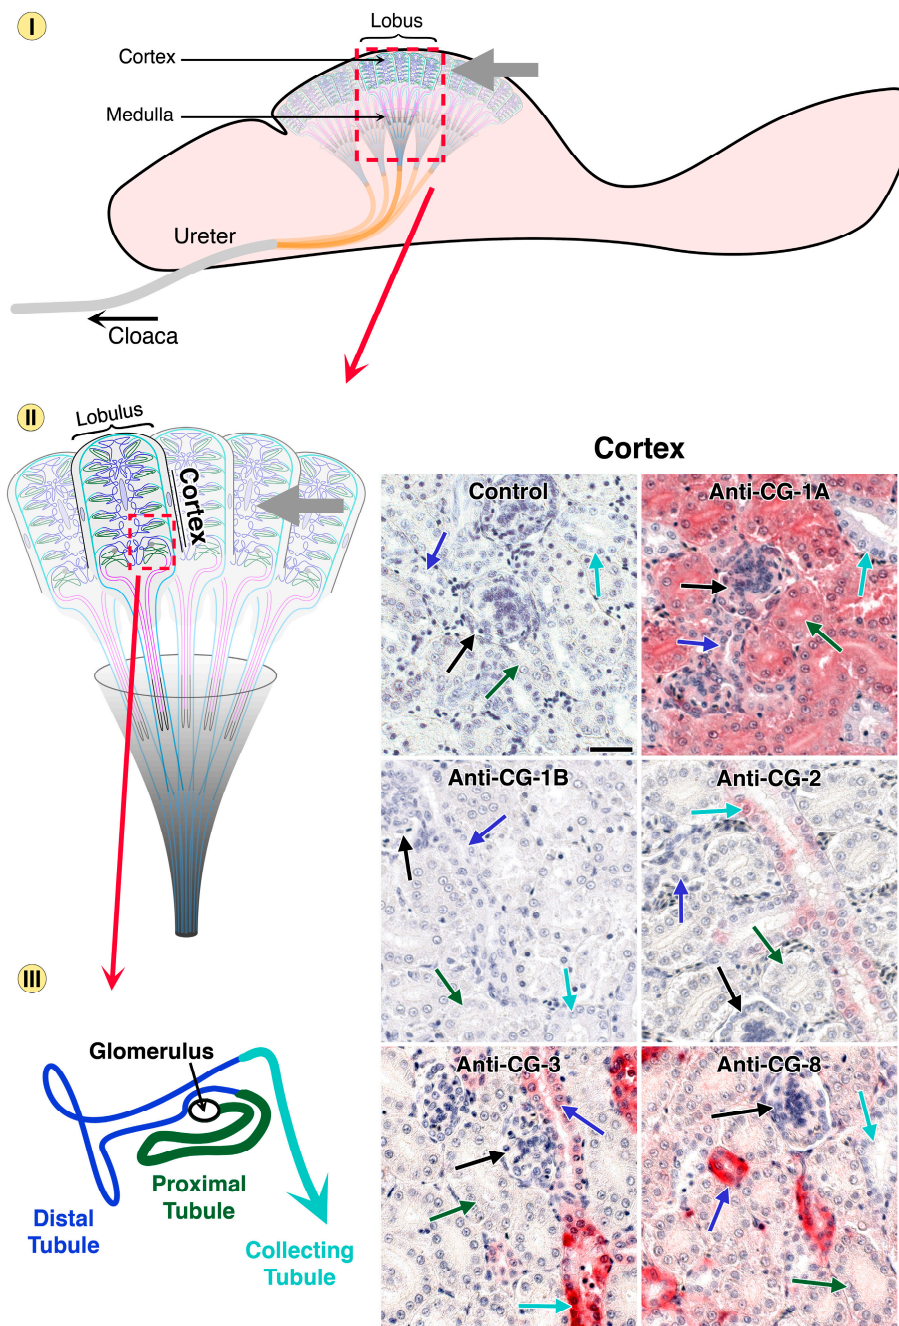 I
Lobus
Cortex
Medulla
Ureter
Cloaca
II
Lobulus
Cortex
Cortex
Control
Anti-CG-1A
Anti-CG-1B
Anti-CG-2
Anti-CG-3
Anti-CG-8
III
Glomerulus
Proximal
Tubule
Distal
Tubule
Collecting
Tubule